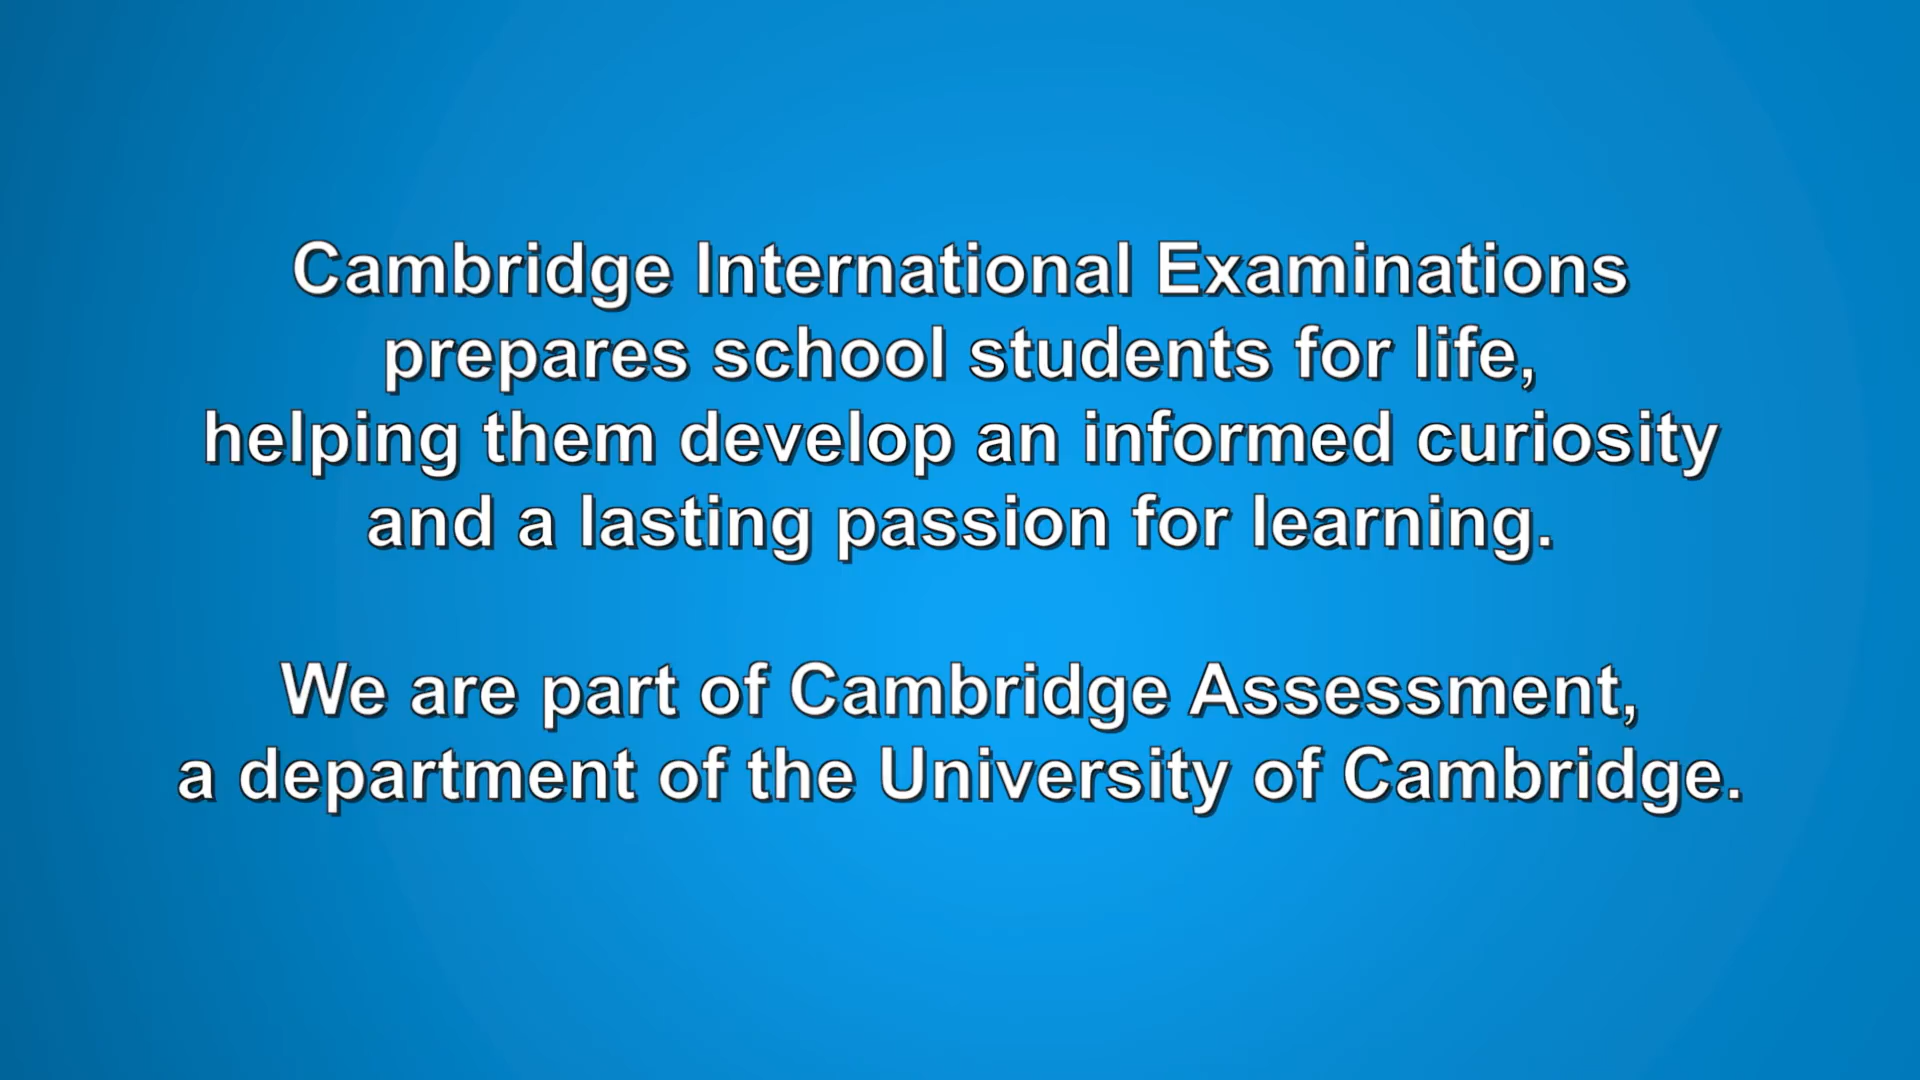 Cambridge International Examinations
prepares school students for life,
helping them develop an informed curiosity
and a lasting passion for learning.
We are part of Cambridge Assessment,
a department of the University of Cambridge.